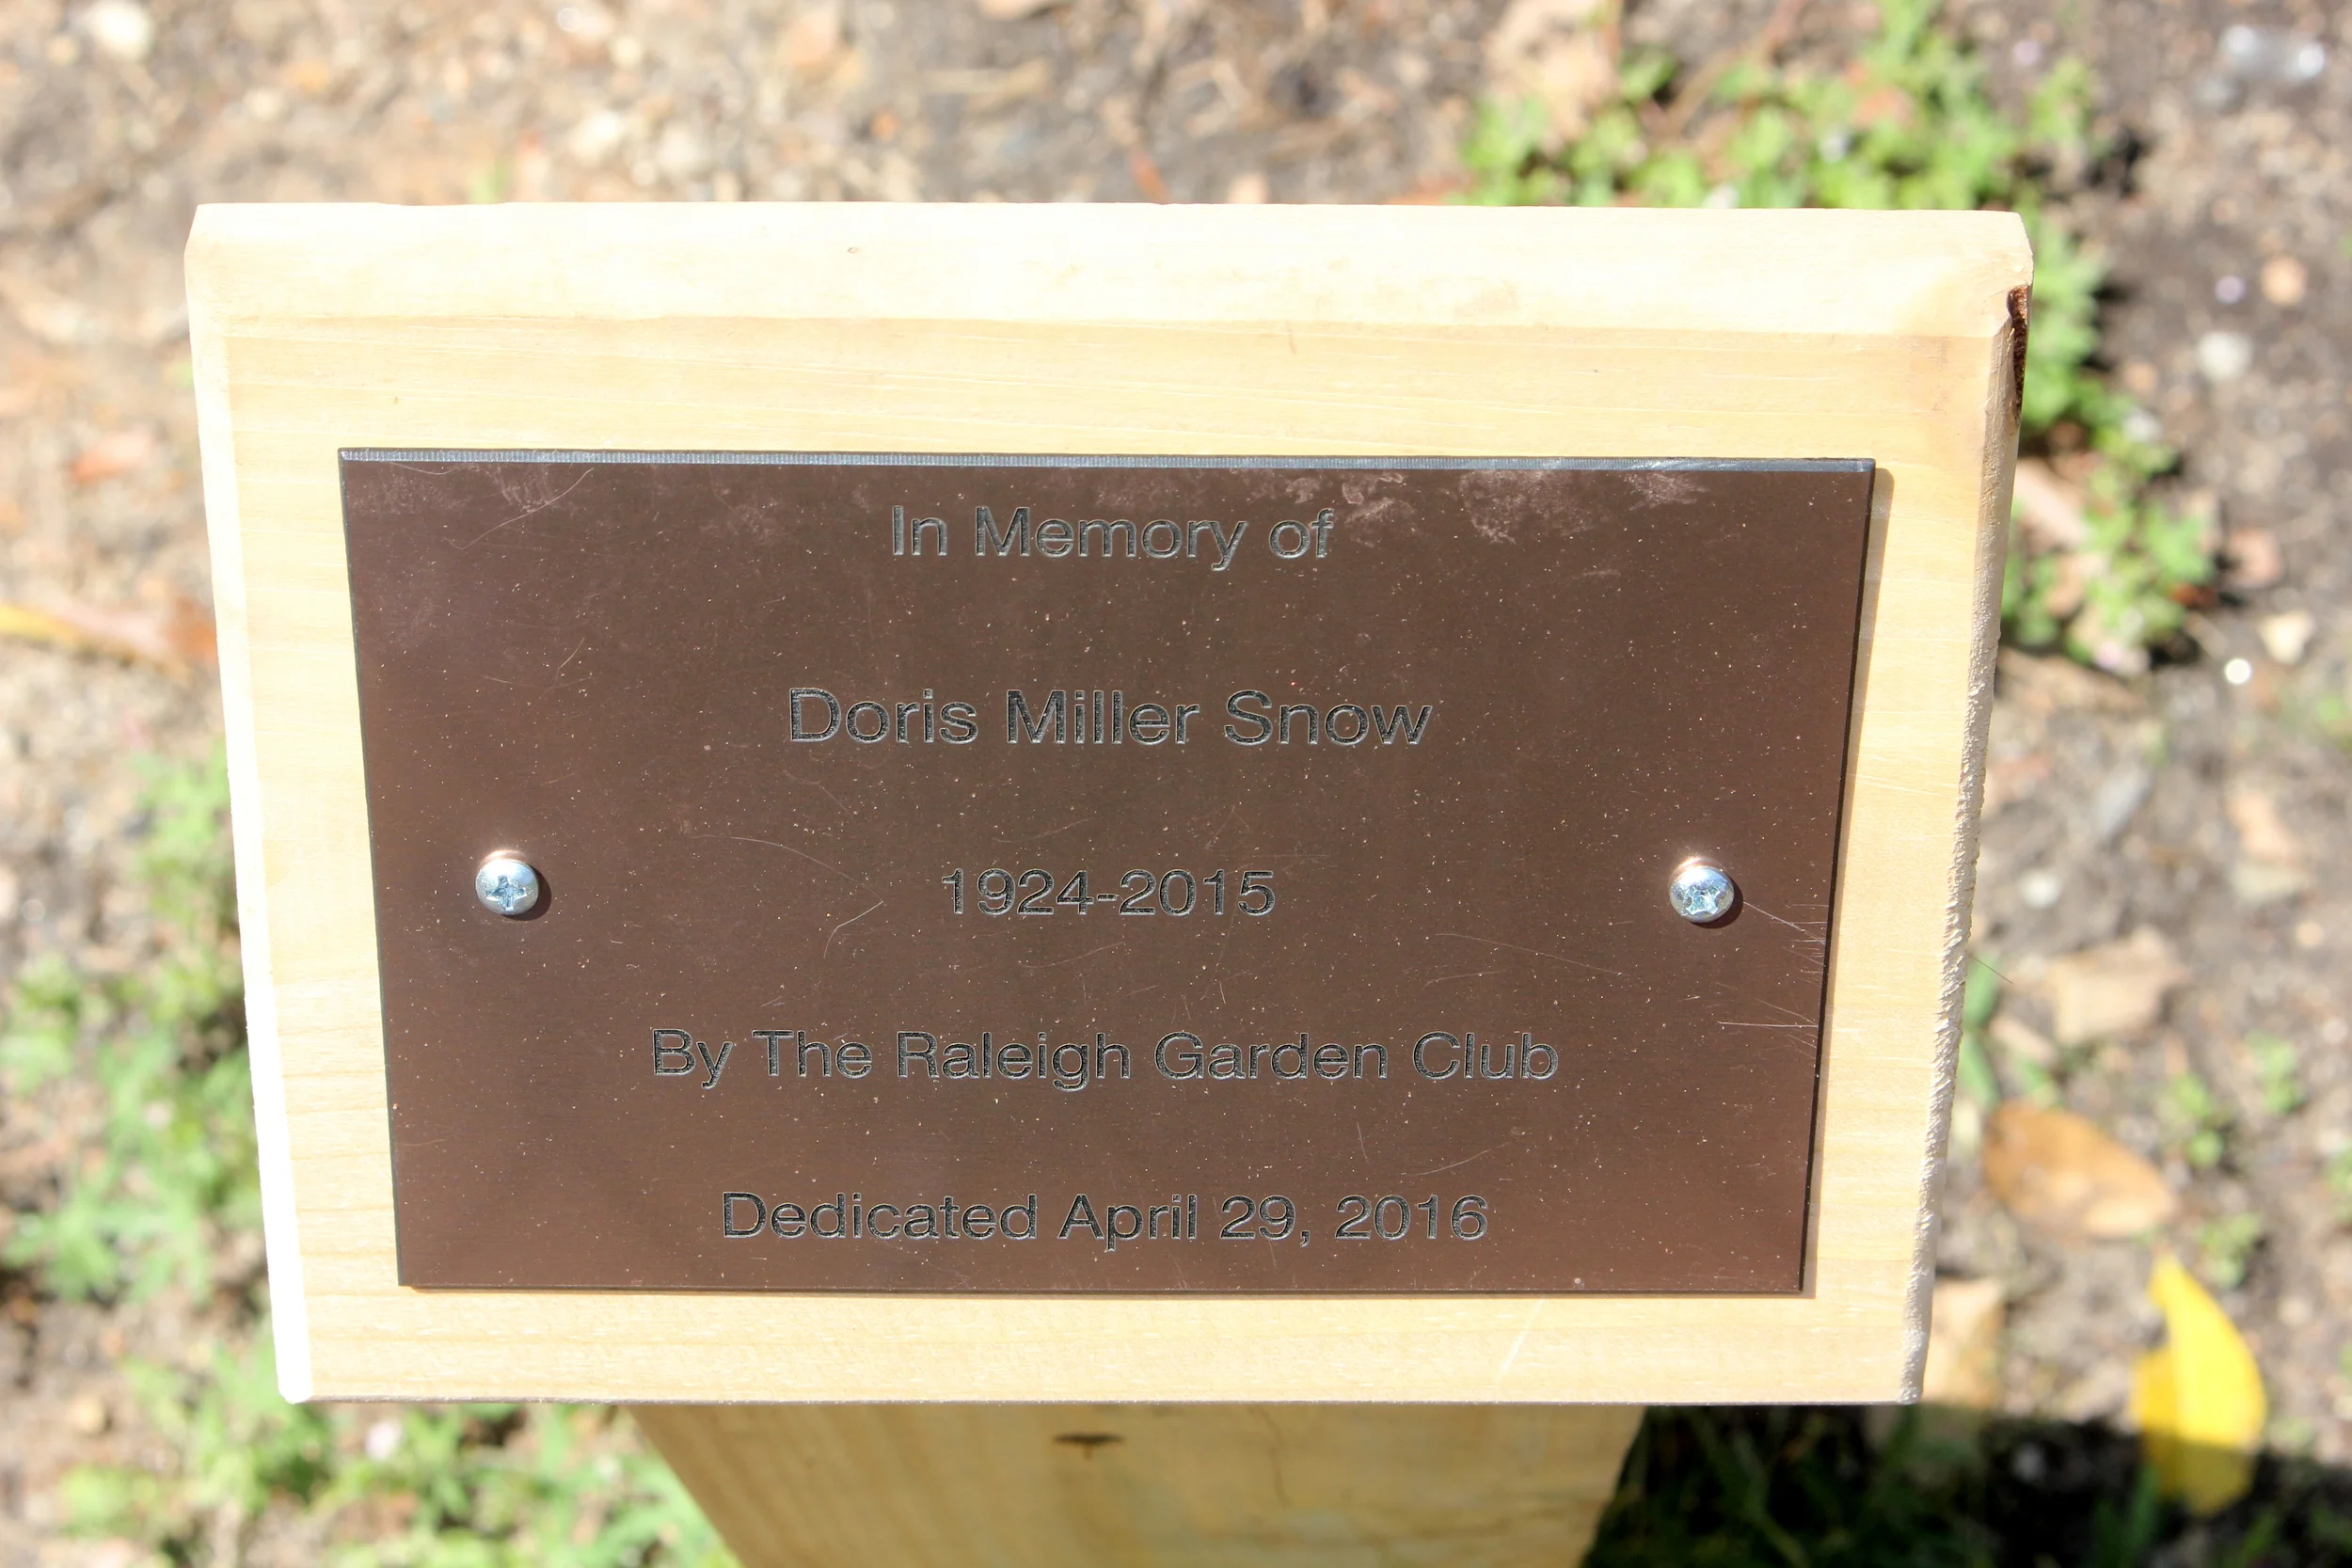 In Memory of
Doris Miller Snow
1924-2015
By The Raleigh Garden Club
Dedicated April 29, 2016